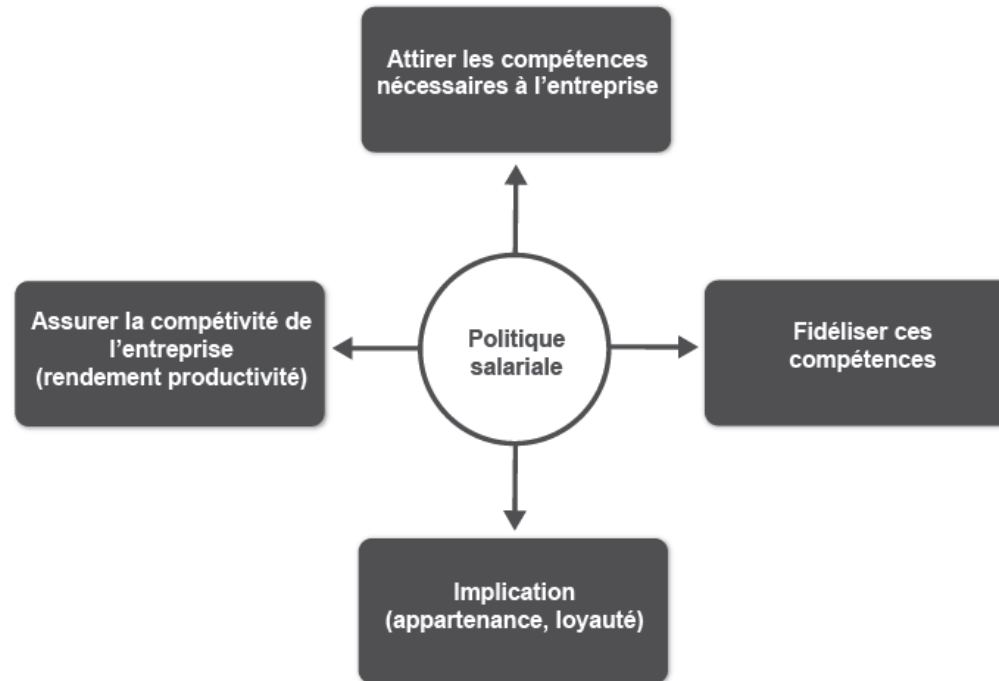 Attirer les compétences
nécessaires à l'entreprise
Assurer la compétivité de
l'entreprise
(rendement productivité)
Politique
salariale
Fidéliser ces
compétences
Implication
(appartenance, loyauté)